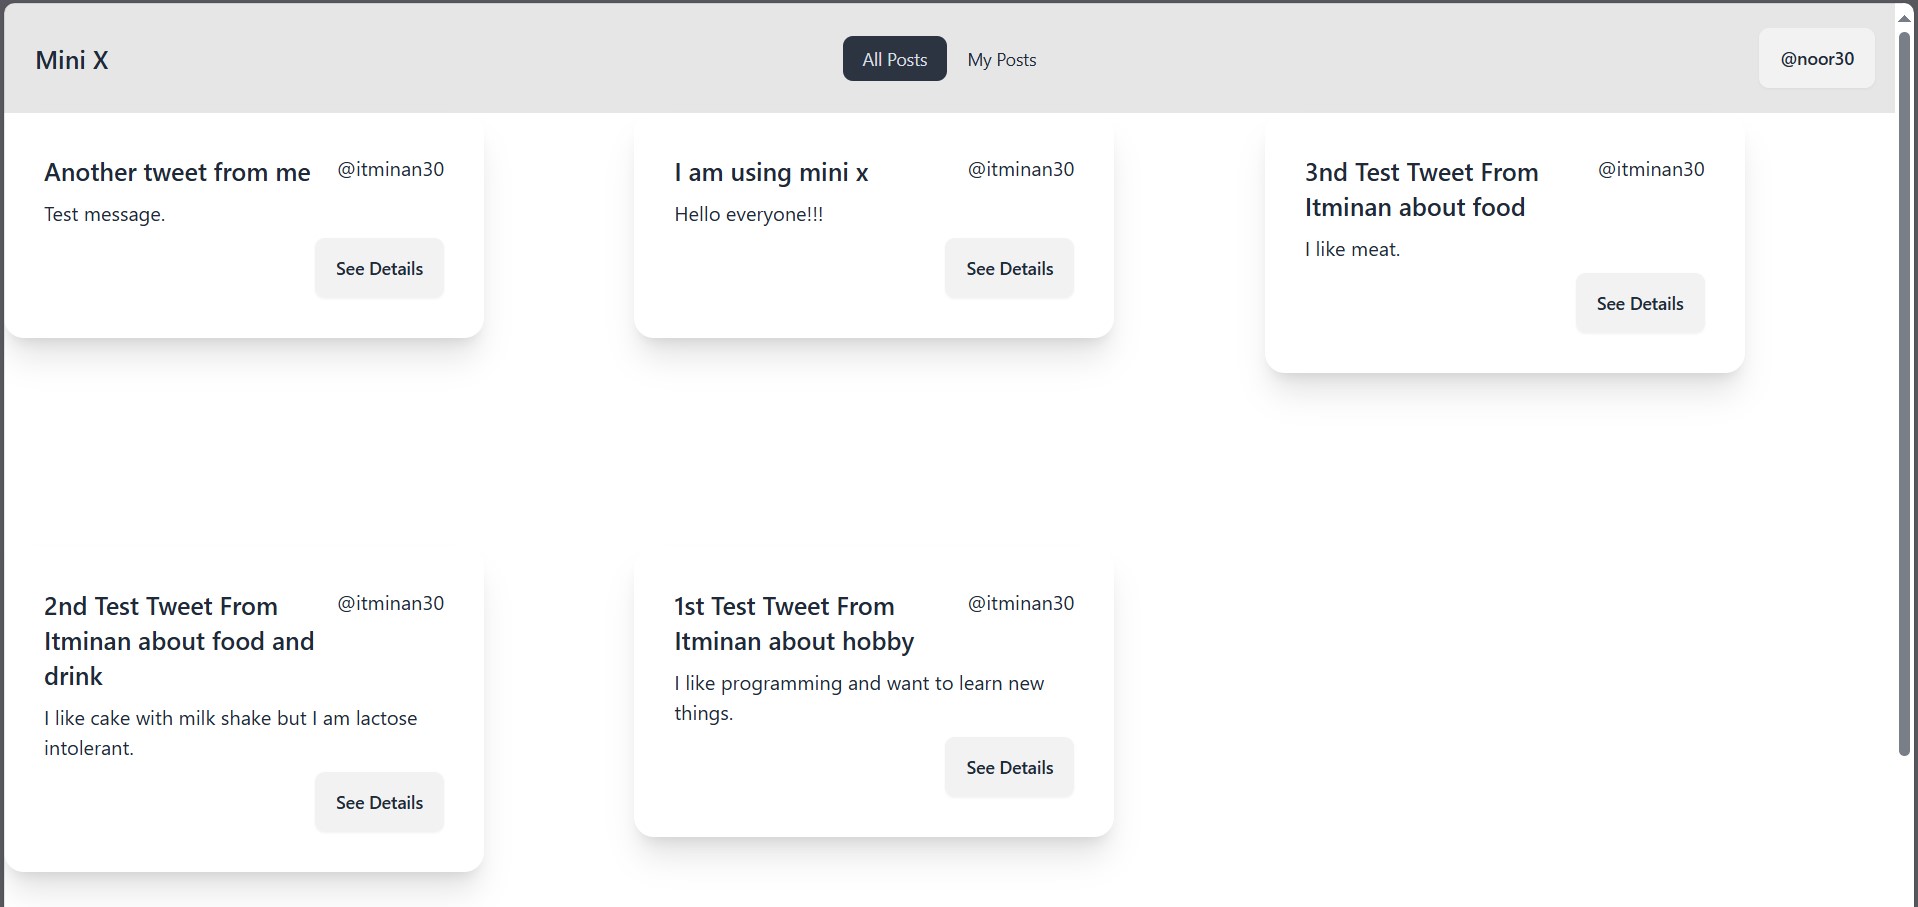 Mini X
All Posts
My Posts
@noor30
Another tweet from me
@itminan30
Test message.
See Details
I am using mini x
@itminan30
Hello everyone!!!
See Details
3nd Test Tweet From
Itminan about food
@itminan30
I like meat.
See Details
2nd Test Tweet From
Itminan about food and
drink
@itminan30
I like cake with milk shake but I am lactose
intolerant.
See Details
1st Test Tweet From
Itminan about hobby
@itminan30
I like programming and want to learn new
things.
See Details